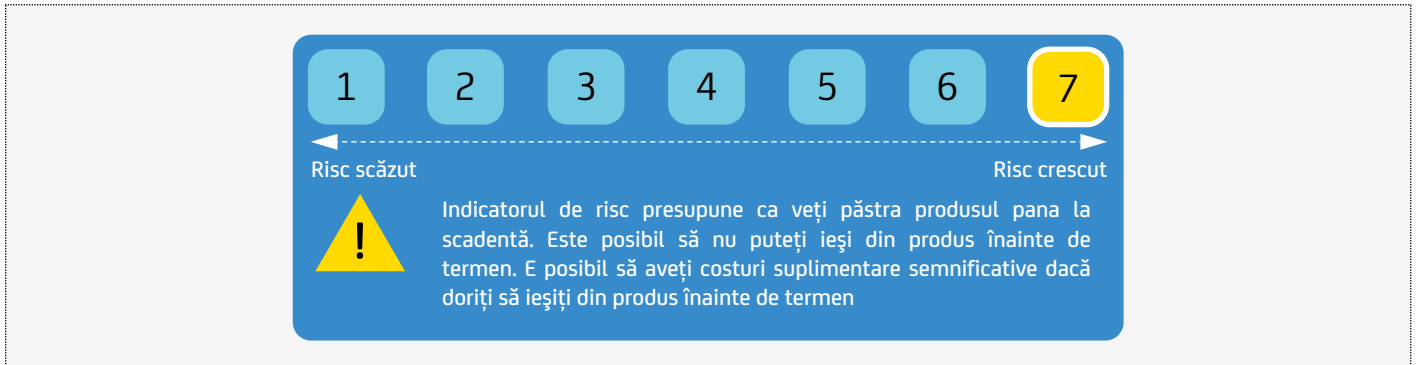 1 2 3 4 5 6 7
Risc scăzut Risc crescut
!
Indicatorul de risc presupune ca veți păstra produsul pana la
scadentă. Este posibil să nu puteți ieşi din produs înainte de
termen. E posibil să aveți costuri suplimentare semnificative dacă
doriți să ieşiți din produs înainte de termen